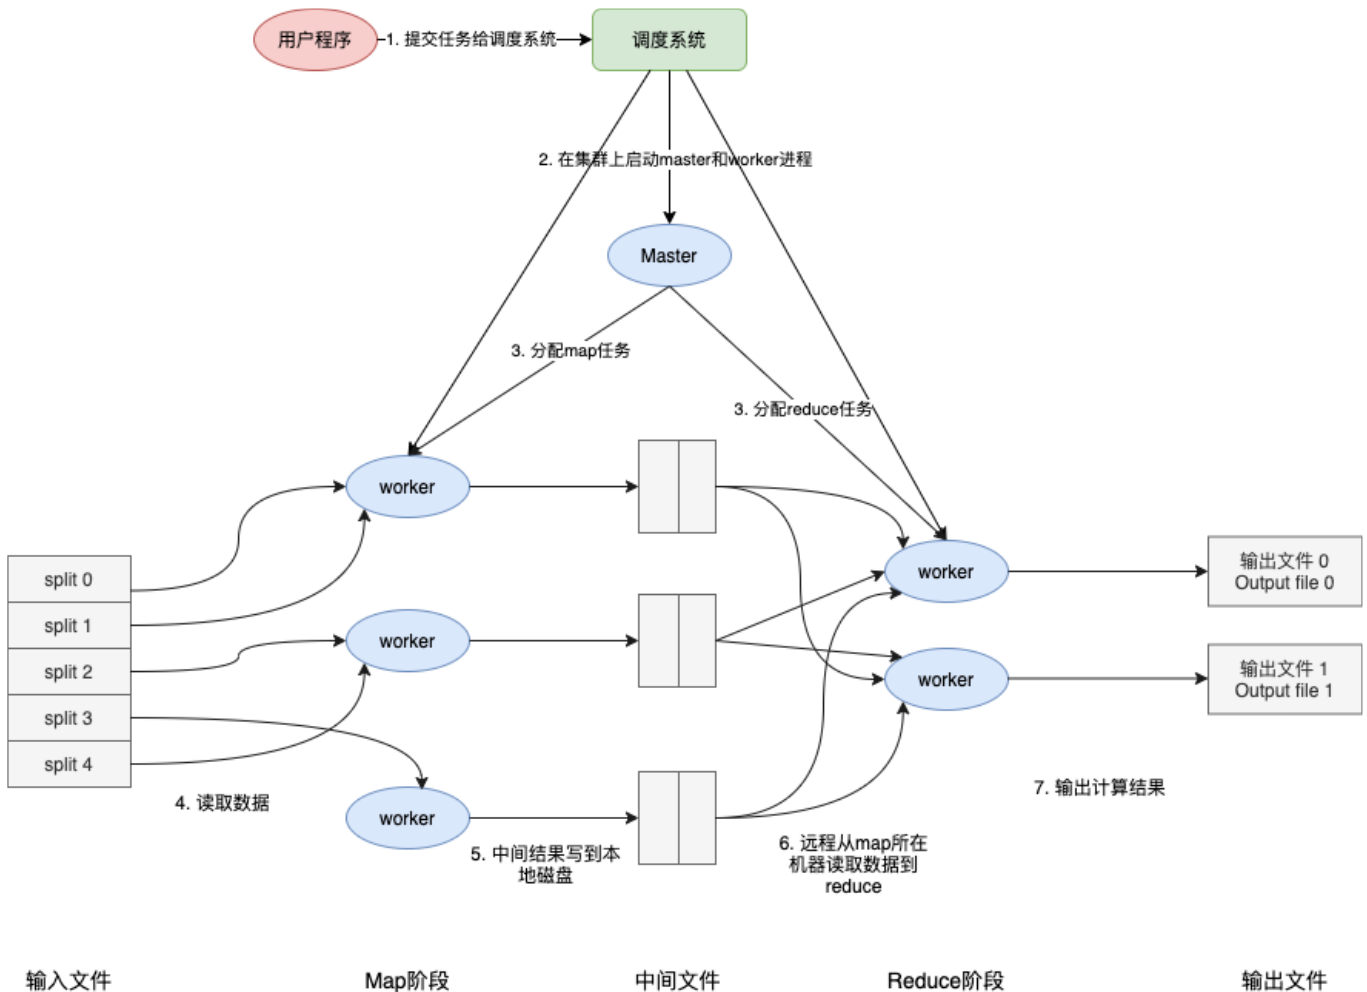 用户程序
1. 提交任务给调度系统
调度系统
2. 在集群上启动master和worker进程
Master
3. 分配map任务
3. 分配reduce任务
worker
split 0
split 1
split 2
split 3
split 4
worker
worker
worker
worker
输出文件 0
Output file 0
输出文件 1
Output file 1
4. 读取数据
5. 中间结果写到本
地磁盘
6. 远程从map所在
机器读取数据到
reduce
7. 输出计算结果
输入文件
Map阶段
中间文件
Reduce阶段
输出文件